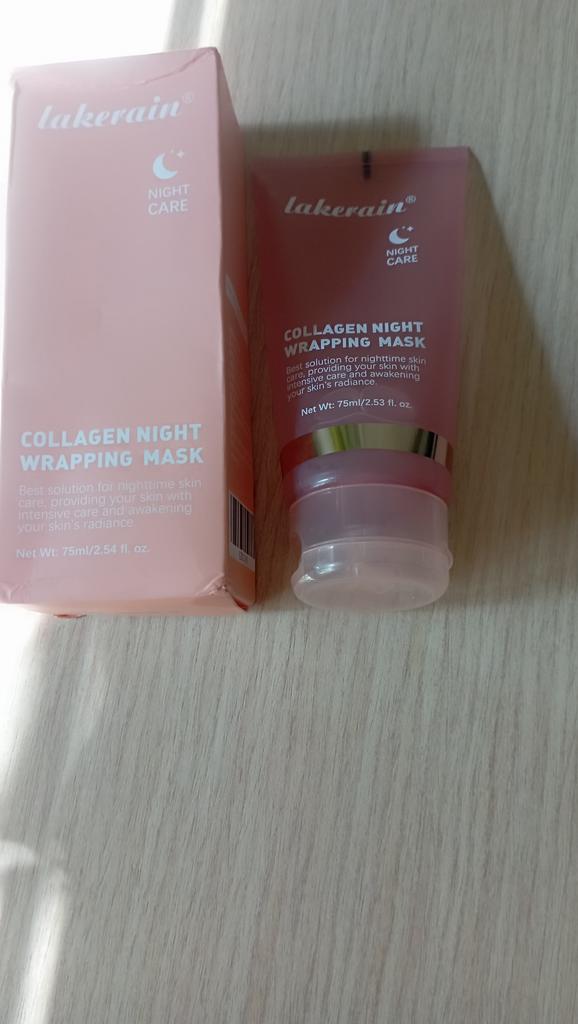 lakerain®
NIGHT
CARE
COLLAGEN NIGHT
WRAPPING MASK
Best solution for nighttime skin
care, providing your skin with
intensive care and awakening
your skin's radiance.
Net Wt: 75ml/2.54 fl. oz.
lakerain®
NIGHT
CARE
COLLAGEN NIGHT
WRAPPING MASK
Best solution for nighttime skin
care, providing your skin with
intensive care and awakening
your skin's radiance.
Net Wt: 75ml/2.53 fl. oz.